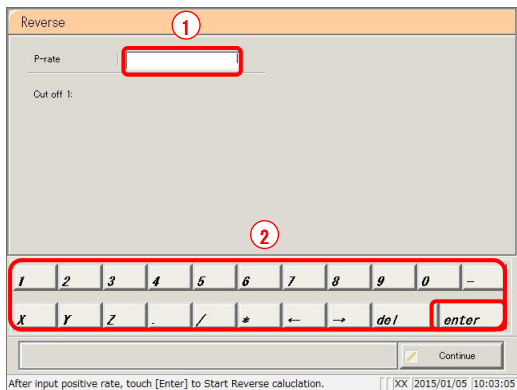 Reverse
1
P-rate
Cut off 1:
2
1 2 3 4 5 6 7 8 9 0 -
X Y Z . / * ← → del enter
Continue
After input positive rate, touch [Enter] to Start Reverse caluclation. XX 2015/01/05 10:03:05